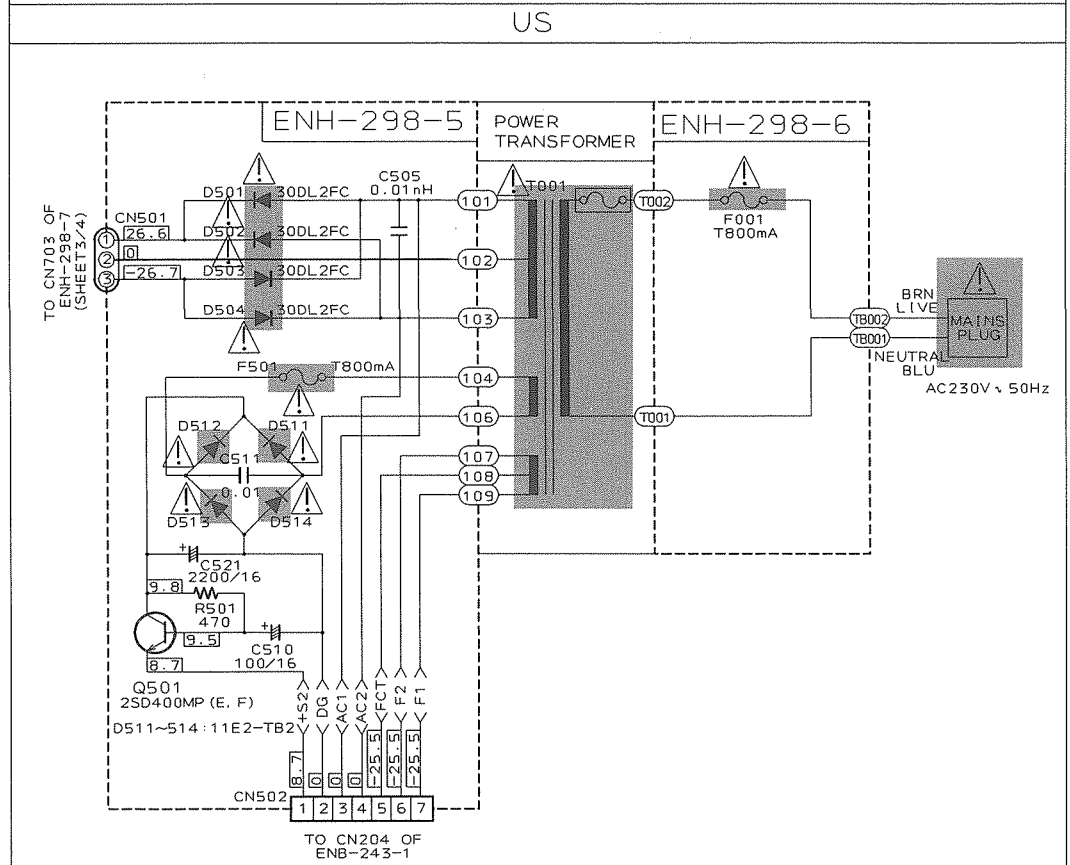 US
ENH-298-5
POWER
TRANSFORMER
ENH-298-6
D501
30DL2FC
C505
0.01nH
101
T001
T002
F001
T800mA
TO CN703 OF
ENH-298-7
(SHEET3/4)
CN501
1
26.6
2
0
3
-26.7
D502
30DL2FC
D503
30DL2FC
D504
30DL2FC
102
103
BRN
LIVE
TB002
TB001
NEUTRAL
BLU
MAINS
PLUG
AC230V ∿ 50Hz
F501
T800mA
104
106
T001
107
108
109
D512
D511
C511
0.01
D513
D514
C521
2200/16
9.8
R501
470
9.5
C510
100/16
8.7
Q501
2SD400MP (E, F)
D511~514:11E2-TB2
+S2
DG
AC1
AC2
FCT
F2
F1
8.7
0
0
0
-25.5
-25.5
-25.5
CN502
1 2 3 4 5 6 7
TO CN204 OF
ENB-243-1